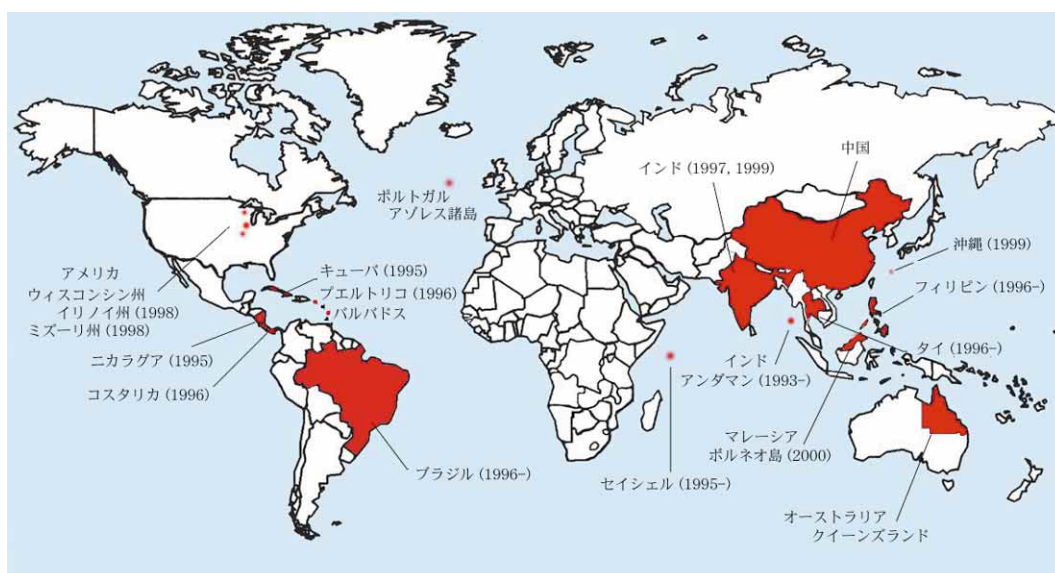 インド (1997, 1999)
中国
ポルトガル
アゾレス諸島
沖縄 (1999)
アメリカ
ウィスコンシン州
イリノイ州 (1998)
ミズーリ州 (1998)
キューバ (1995)
プエルトリコ (1996)
バルバドス
フィリピン (1996-)
ニカラグア (1995)
タイ (1996-)
インド
アンダマン (1993-)
コスタリカ (1996)
マレーシア
ボルネオ島 (2000)
ブラジル (1996-)
セイシェル (1995-)
オーストラリア
クイーンズランド